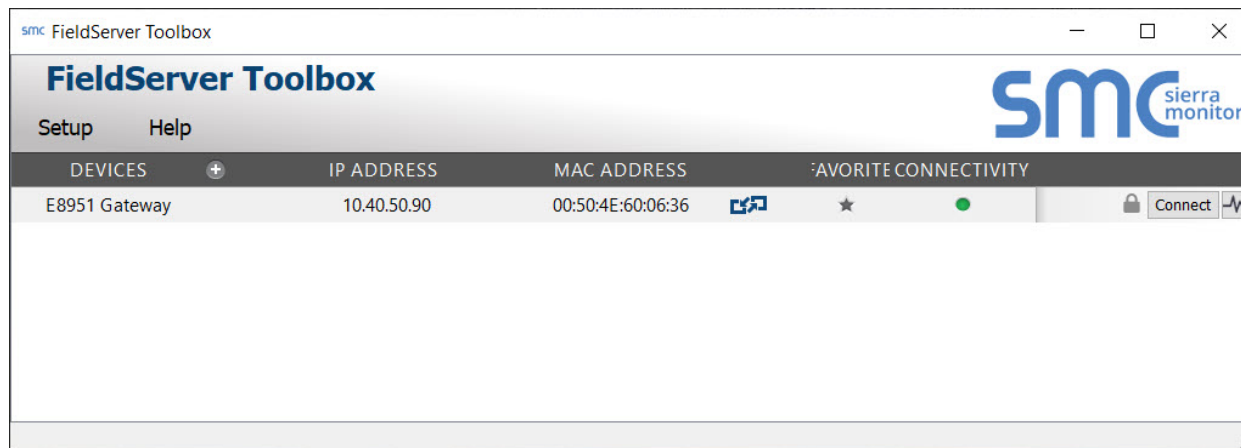 smc FieldServer Toolbox
FieldServer Toolbox
smc sierra monitor
Setup Help
DEVICES IP ADDRESS MAC ADDRESS FAVORITE CONNECTIVITY
E8951 Gateway 10.40.50.90 00:50:4E:60:06:36 Connect